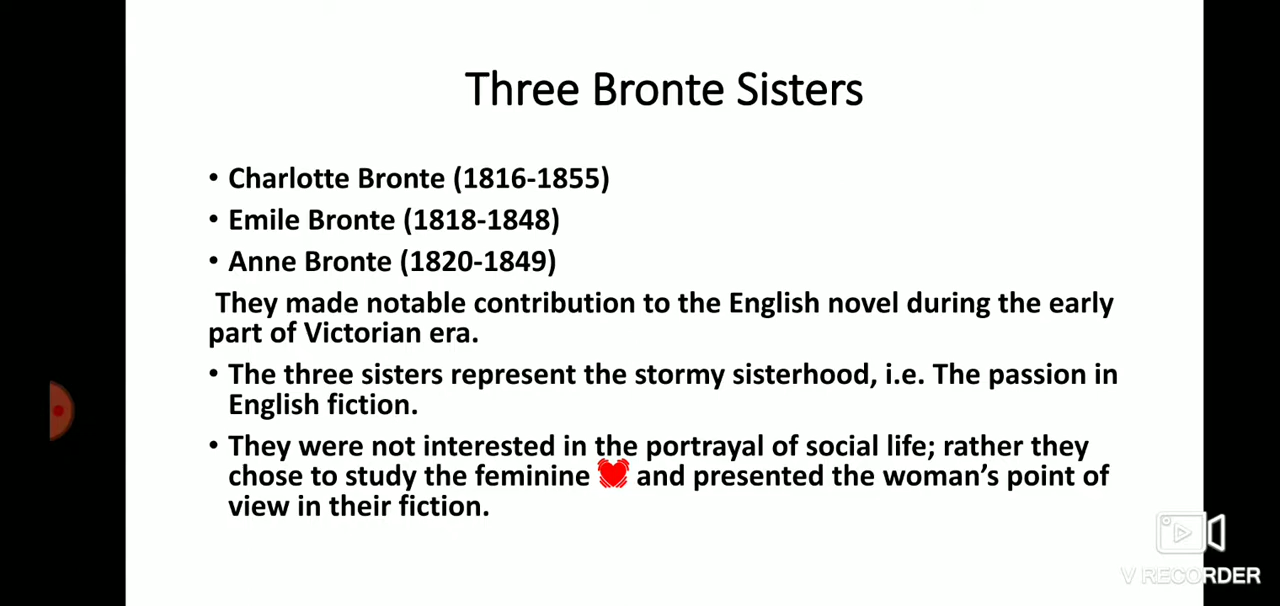 Three Bronte Sisters
• Charlotte Bronte (1816-1855)
• Emile Bronte (1818-1848)
• Anne Bronte (1820-1849)
They made notable contribution to the English novel during the early
part of Victorian era.
• The three sisters represent the stormy sisterhood, i.e. The passion in
English fiction.
• They were not interested in the portrayal of social life; rather they
chose to study the feminine 💓 and presented the woman’s point of
view in their fiction.
V RECORDER